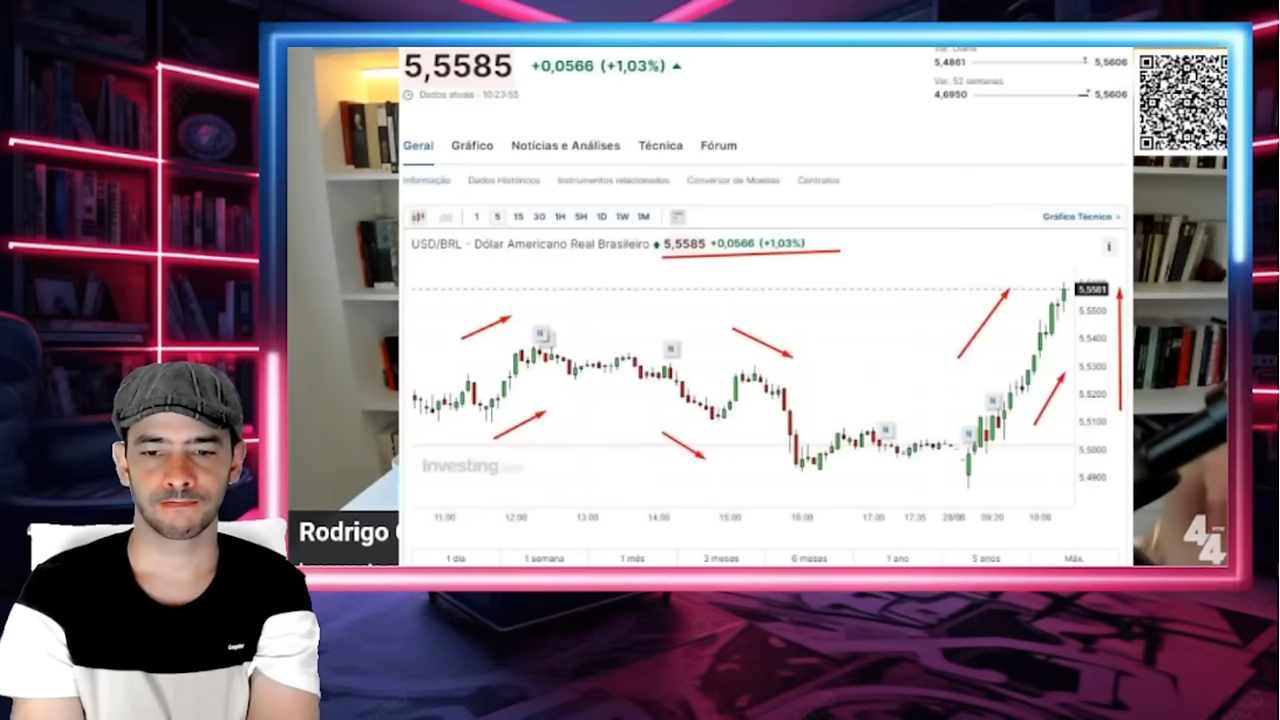 5,5585 +0,0566 (+1,03%)
Dados atuais - 10:23:55
Var. Diária
5,4861 5,5606
Var. 52 semanas
4,6950 5,5606
Geral Gráfico Notícias e Análises Técnica Fórum
Informação Dados Históricos Instrumentos relacionados Conversor de Moedas Contratos
1 5 15 30 1H 5H 1D 1W 1M Gráfico Técnico »
USD/BRL - Dólar Americano Real Brasileiro 5,5585 +0,0566 (+1,03%)
i
N
N
N
N
N
5,5581
5,5500
5,5400
5,5300
5,5200
5,5100
5,5000
5,4900
Investing.com
11:00 12:00 13:00 14:00 15:00 16:00 17:00 17:35 28/06 09:20 10:00
Rodrigo
1 dia 1 semana 1 mês 3 meses 6 meses 1 ano 5 anos Máx.
44